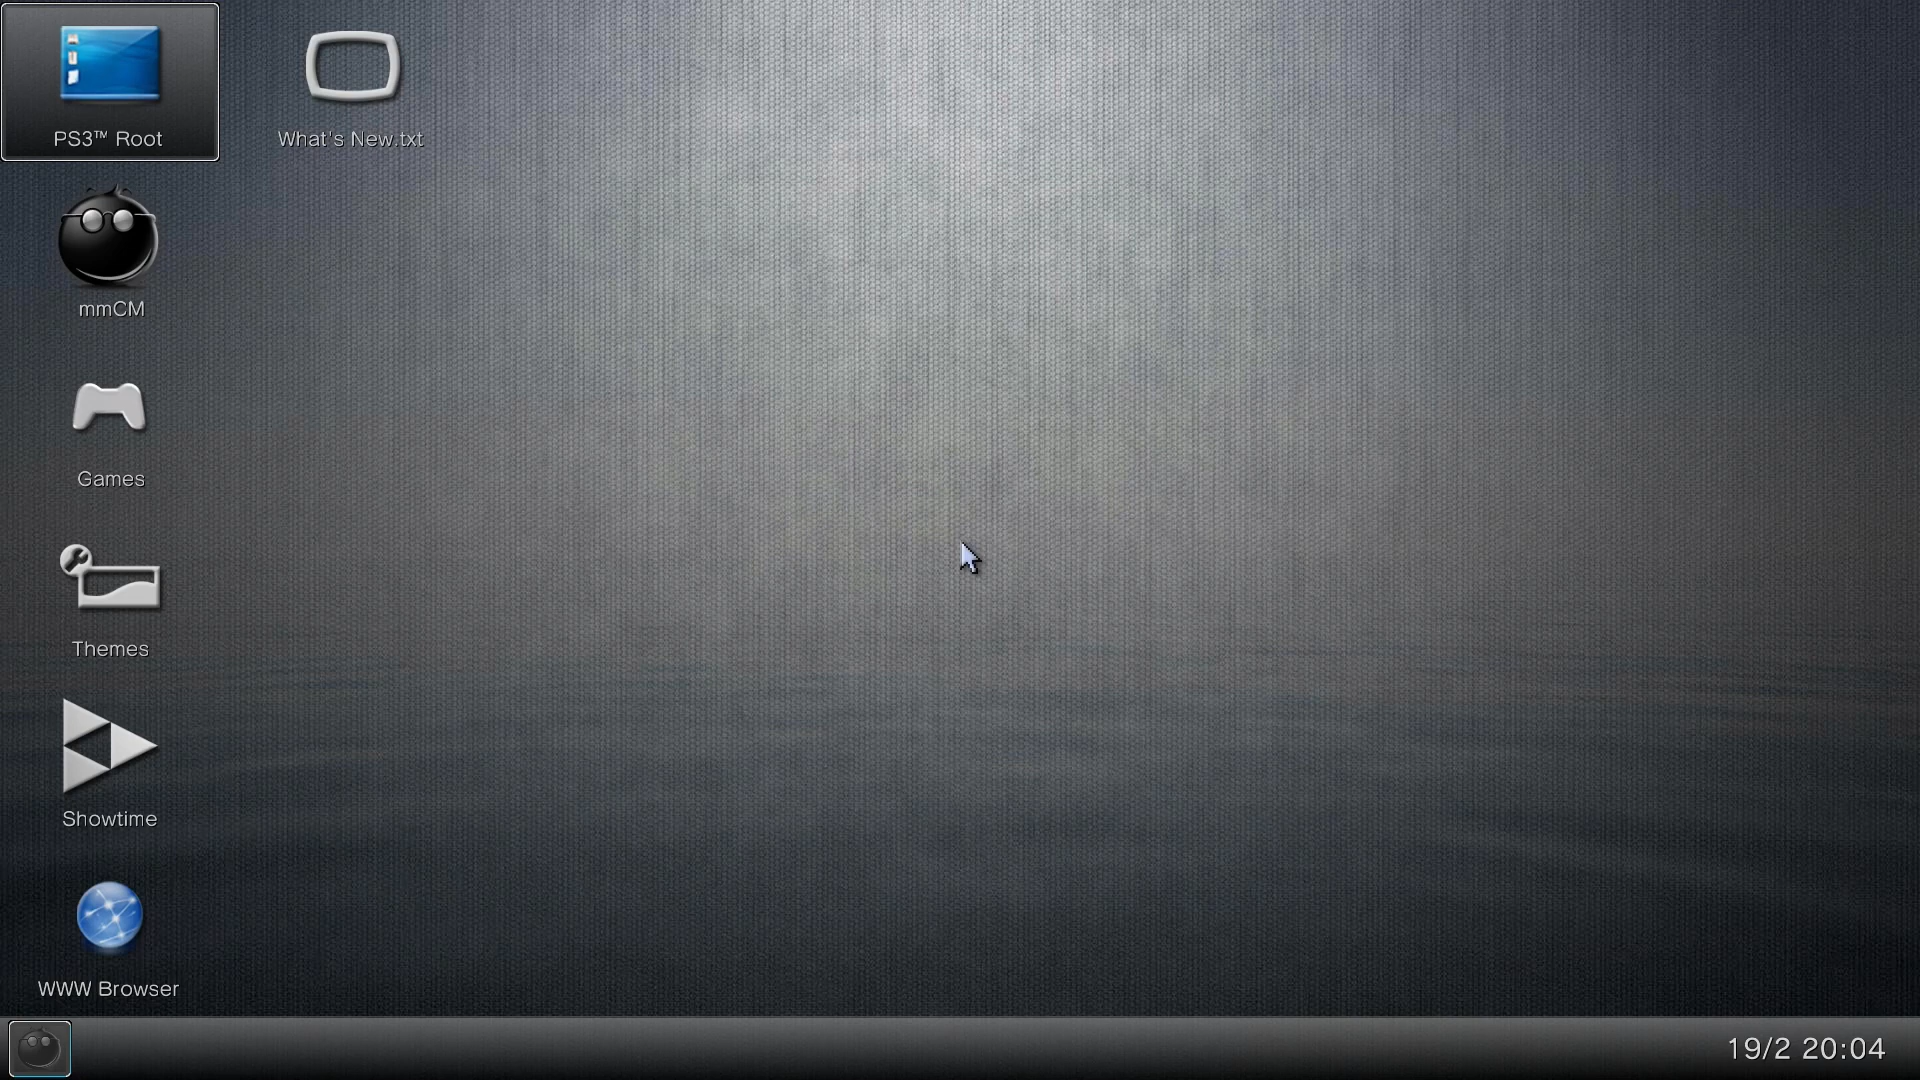 PS3™ Root
What's New.txt
mmCM
Games
Themes
Showtime
WWW Browser
19/2 20:04